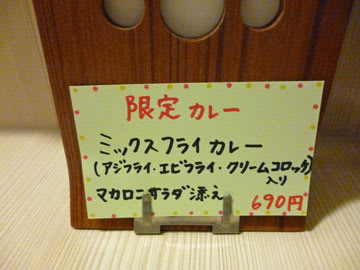 限定カレー
ミックスフライカレー
(アジフライ・エビフライ・クリームコロッケ)
入り
マカロニサラダ添え
690円